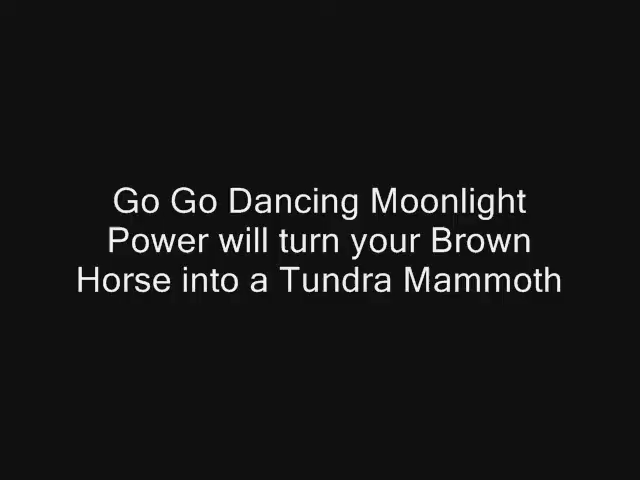 Go Go Dancing Moonlight
Power will turn your Brown
Horse into a Tundra Mammoth